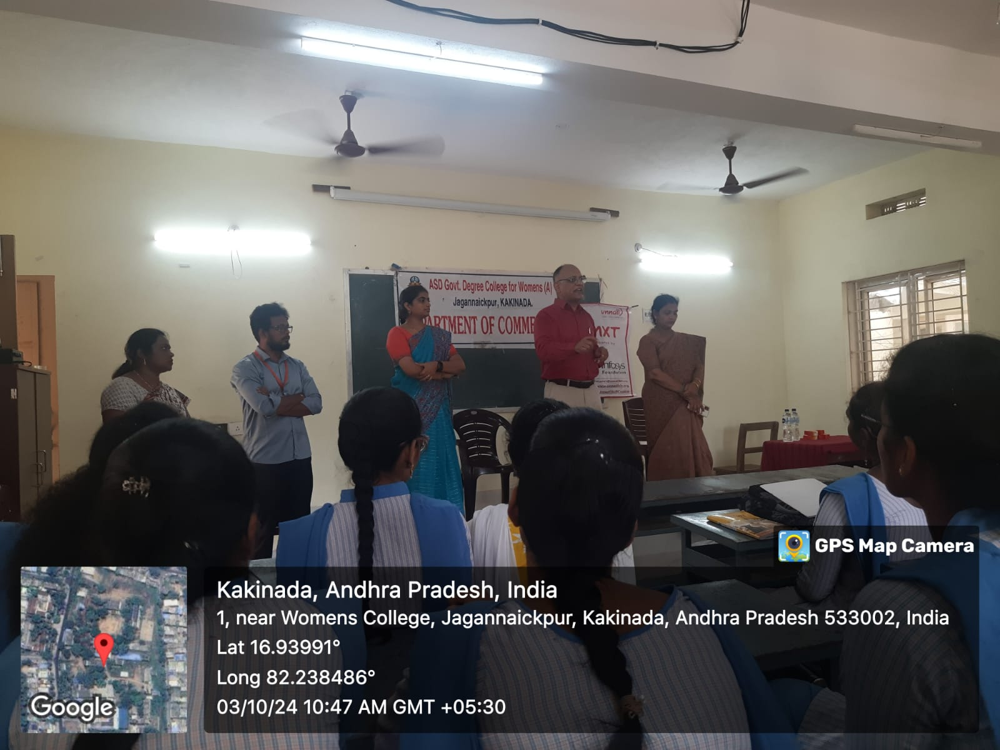 ASD Govt. Degree College for Womens (A)
Jagannaickpur, KAKINADA.
ARTMENT OF COMME
unnati
nxT
infosys
Foundation
GPS Map Camera
Kakinada, Andhra Pradesh, India
1, near Womens College, Jagannaickpur, Kakinada, Andhra Pradesh 533002, India
Lat 16.93991°
Long 82.238486°
03/10/24 10:47 AM GMT +05:30
Google